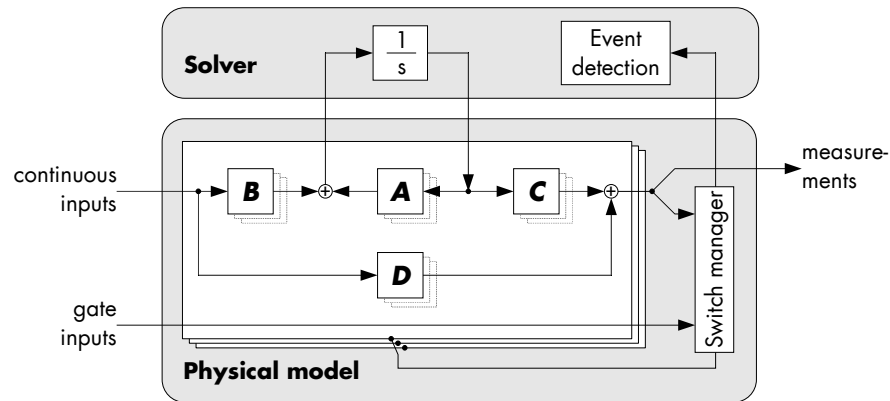 Solver
1
s
Event
detection
continuous
inputs
B
A
C
D
measure-
ments
gate
inputs
Switch manager
Physical model